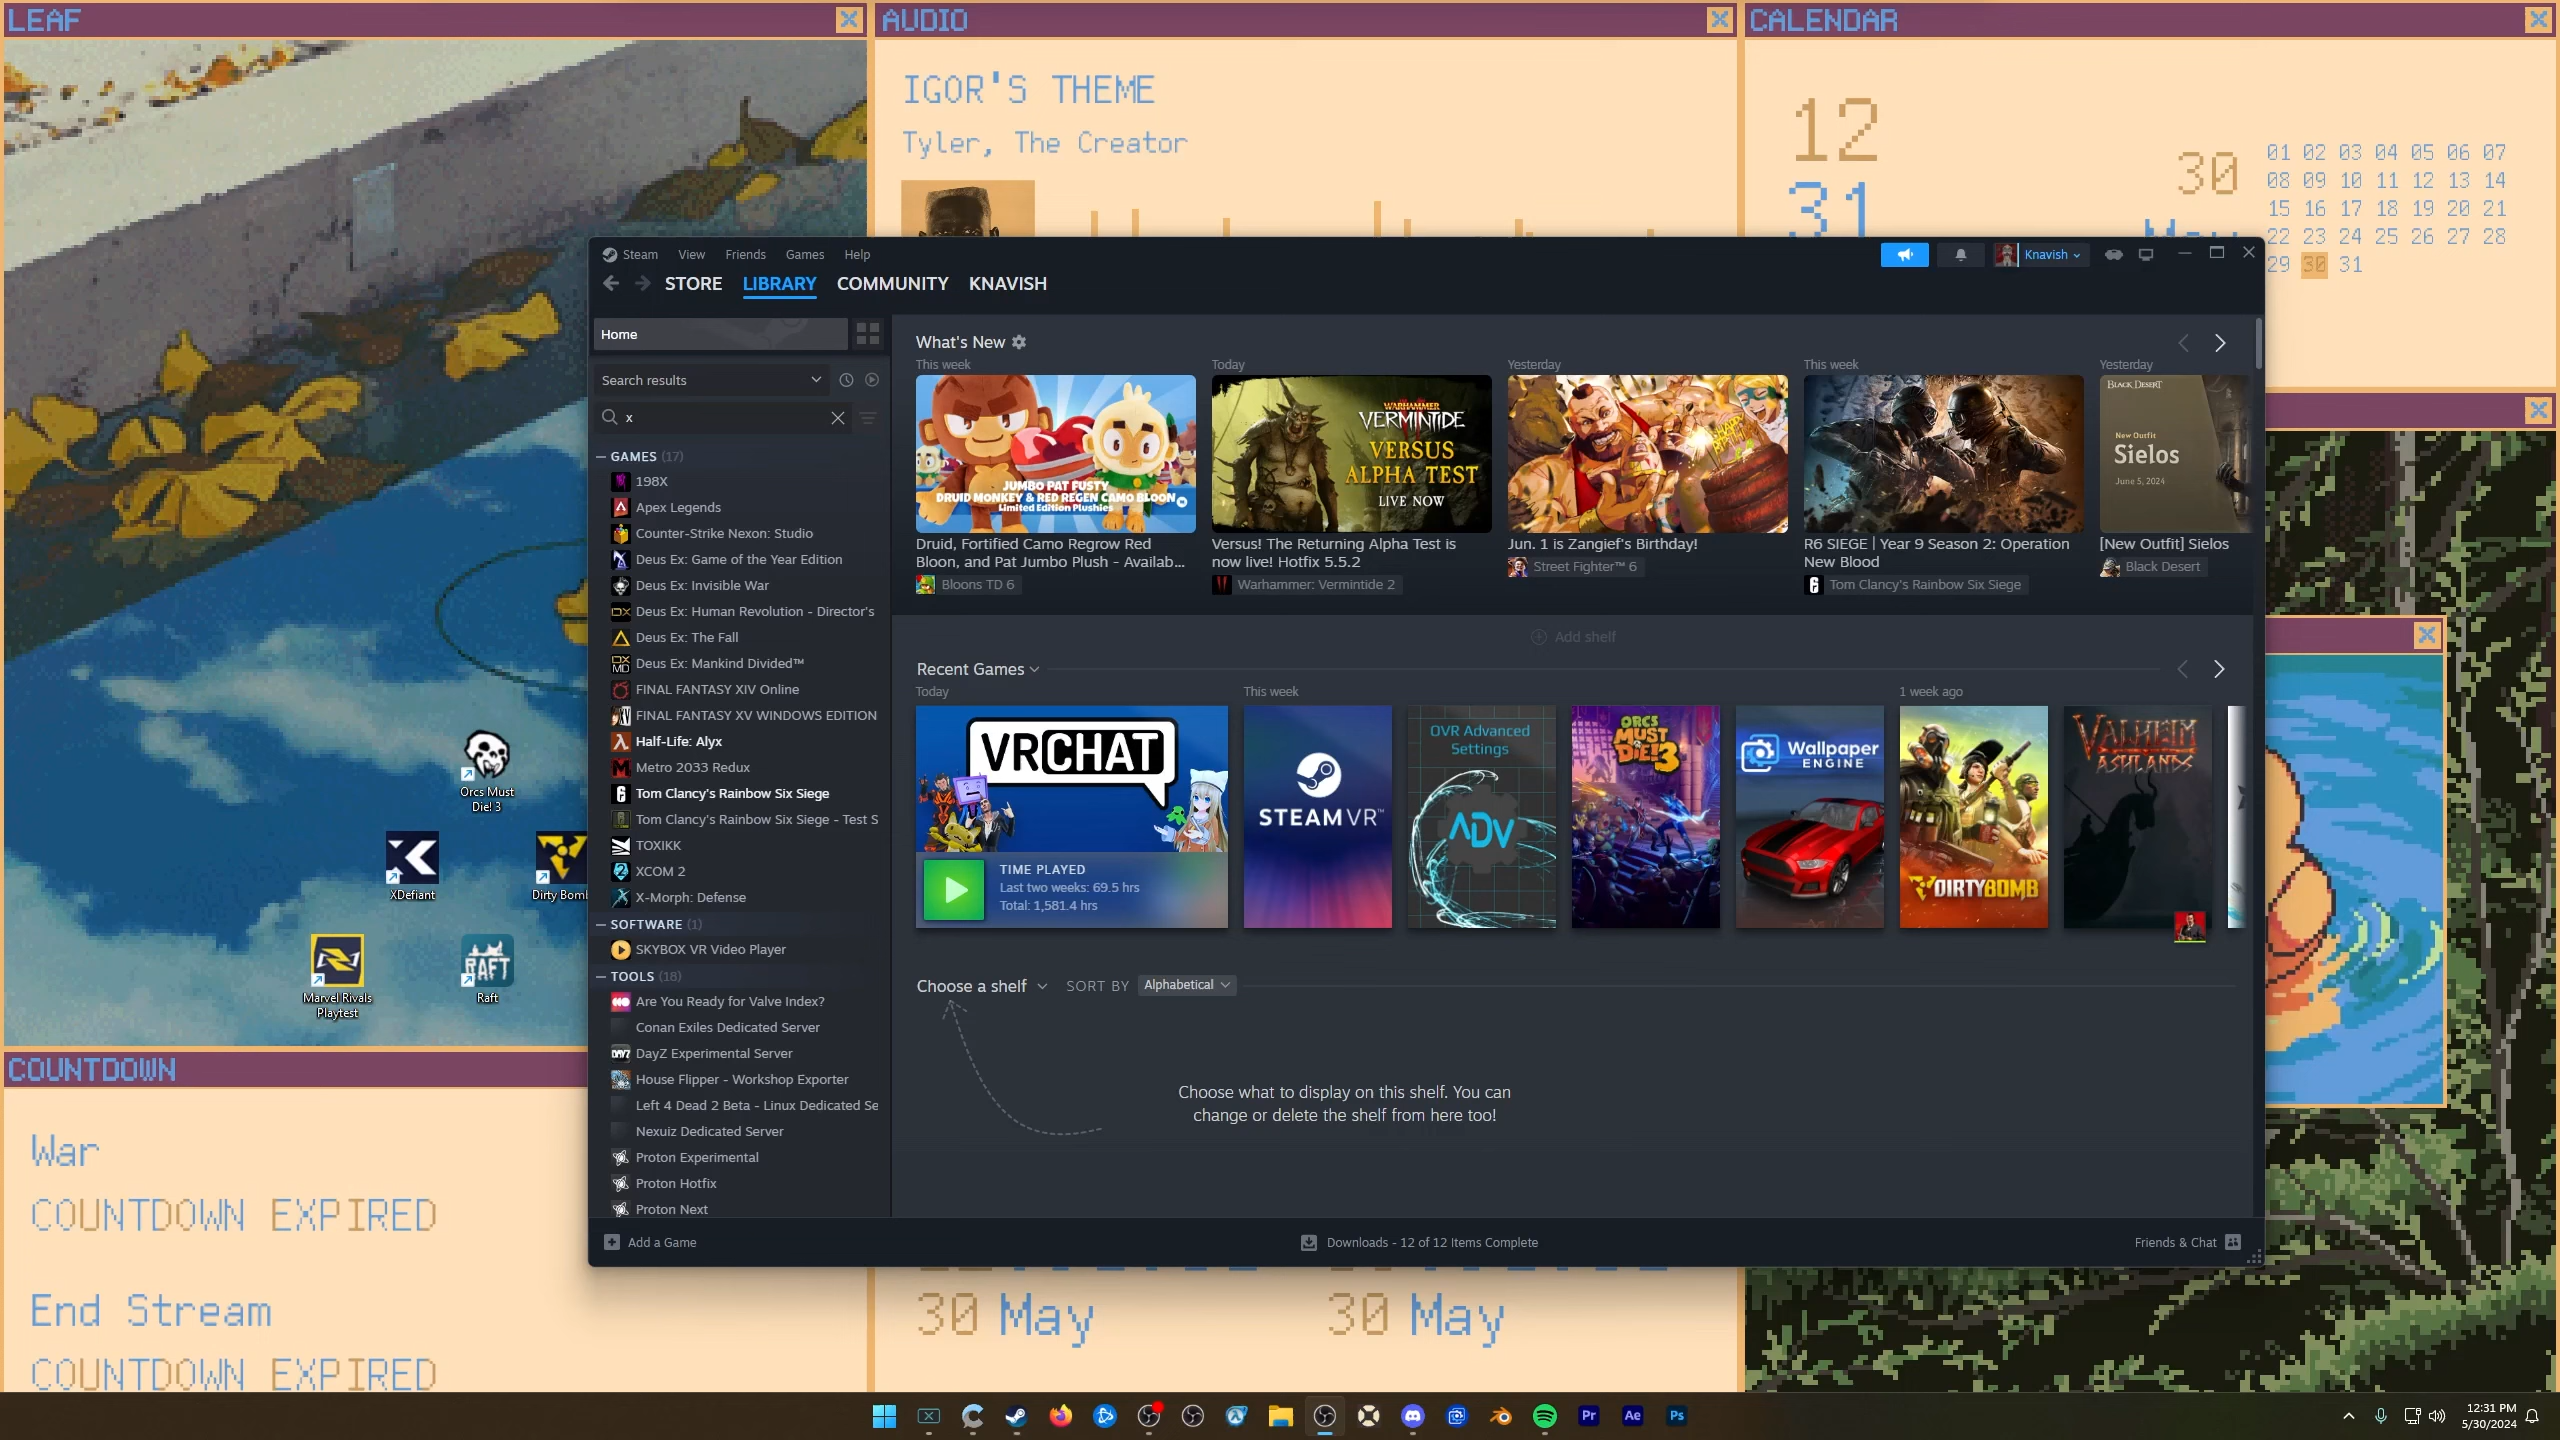 LEAF
AUDIO
CALENDAR
IGOR'S THEME
Tyler, The Creator
12
31
30
01 02 03 04 05 06 07
08 09 10 11 12 13 14
15 16 17 18 19 20 21
22 23 24 25 26 27 28
29 30 31
Steam View Friends Games Help
Knavish
STORE LIBRARY COMMUNITY KNAVISH
Home
Search results
x
GAMES (17)
198X
Apex Legends
Counter-Strike Nexon: Studio
Deus Ex: Game of the Year Edition
Deus Ex: Invisible War
Deus Ex: Human Revolution - Director's
Deus Ex: The Fall
Deus Ex: Mankind Divided™
FINAL FANTASY XIV Online
FINAL FANTASY XV WINDOWS EDITION
Half-Life: Alyx
Metro 2033 Redux
Tom Clancy's Rainbow Six Siege
Tom Clancy's Rainbow Six Siege - Test S
TOXIKK
XCOM 2
X-Morph: Defense
SOFTWARE (1)
SKYBOX VR Video Player
TOOLS (18)
Are You Ready for Valve Index?
Conan Exiles Dedicated Server
DayZ Experimental Server
House Flipper - Workshop Exporter
Left 4 Dead 2 Beta - Linux Dedicated Se
Nexuiz Dedicated Server
Proton Experimental
Proton Hotfix
Proton Next
What's New
This week
JUMBO PAT FUSTY
DRUID MONKEY & RED REGEN CAMO BLOON
Limited Edition Plushies
Druid, Fortified Camo Regrow Red
Bloon, and Pat Jumbo Plush - Availab...
Bloons TD 6
Today
WARHAMMER
VERMINTIDE
VERSUS
ALPHA TEST
LIVE NOW
Versus! The Returning Alpha Test is
now live! Hotfix 5.5.2
Warhammer: Vermintide 2
Yesterday
Jun. 1 is Zangief's Birthday!
Street Fighter™ 6
This week
R6 SIEGE | Year 9 Season 2: Operation
New Blood
Tom Clancy's Rainbow Six Siege
Yesterday
BLACK DESERT
New Outfit
Sielos
June 5, 2024
[New Outfit] Sielos
Black Desert
Add shelf
Recent Games
Today
VRCHAT
TIME PLAYED
Last two weeks: 69.5 hrs
Total: 1,581.4 hrs
This week
STEAMVR™
OVR Advanced
Settings
ADV
ORCS
MUST
DIE! 3
Wallpaper
ENGINE
1 week ago
DIRTYBOMB
VALHEIM
ASHLANDS
Choose a shelf SORT BY Alphabetical
Choose what to display on this shelf. You can
change or delete the shelf from here too!
Add a Game
Downloads - 12 of 12 Items Complete
Friends & Chat
Orcs Must
Die! 3
XDefiant
Dirty Bomb
Marvel Rivals
Playtest
RAFT
Raft
COUNTDOWN
War
COUNTDOWN EXPIRED
End Stream
COUNTDOWN EXPIRED
30 May
30 May
Pr
Ae
Ps
12:31 PM
5/30/2024